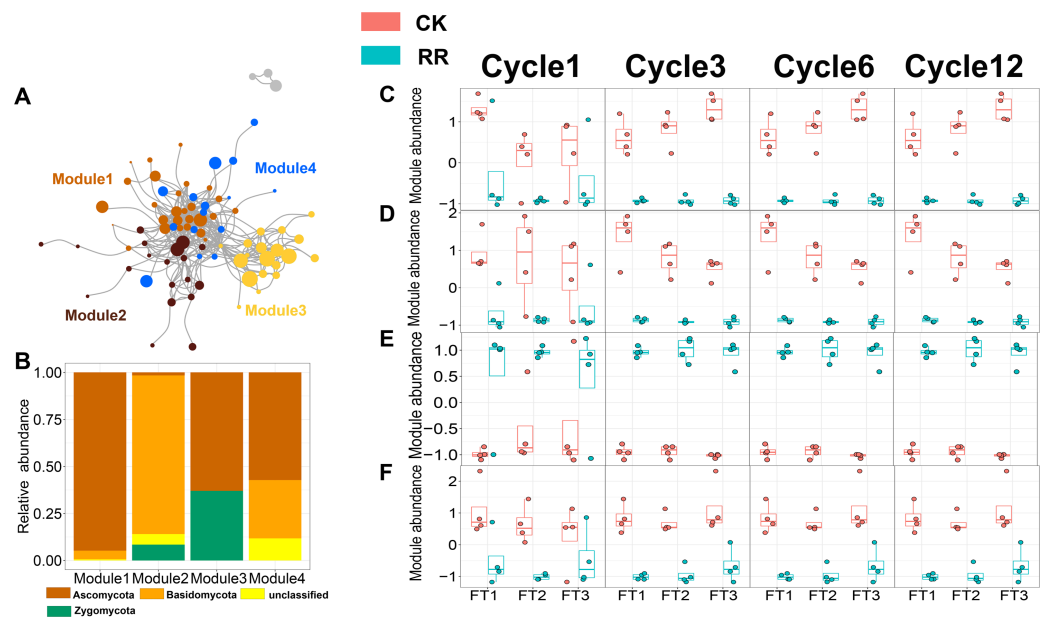 CK
RR
Cycle1 Cycle3 Cycle6 Cycle12
A
Module1
Module4
Module2
Module3
B
Relative abundance
1.00
0.75
0.50
0.25
0.00
Module1 Module2 Module3 Module4
Ascomycota Basidomycota unclassified
Zygomycota
C
Module abundance
1
0
−1
D
Module abundance
2
1
0
−1
E
Module abundance
1.0
0.5
0.0
−0.5
−1.0
F
Module abundance
2
1
0
−1
FT1 FT2 FT3 FT1 FT2 FT3 FT1 FT2 FT3 FT1 FT2 FT3